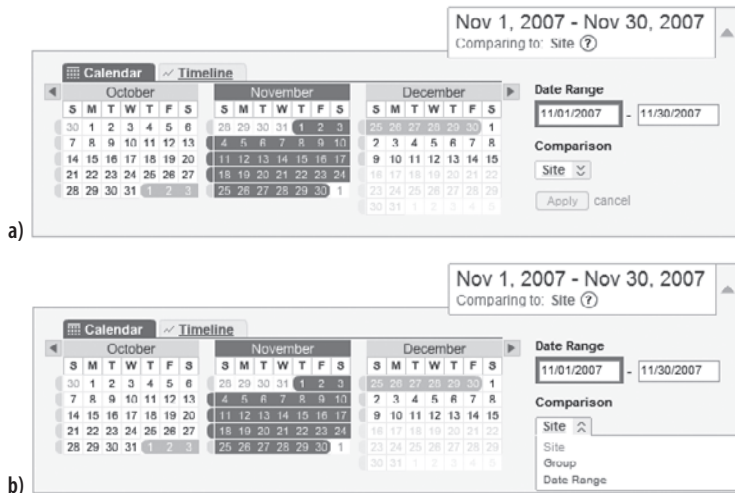 Nov 1, 2007 - Nov 30, 2007
Comparing to: Site ?
Calendar Timeline
October November December
S M T W T F S S M T W T F S S M T W T F S
30 1 2 3 4 5 6 28 29 30 31 1 2 3 25 26 27 28 29 30 1
7 8 9 10 11 12 13 4 5 6 7 8 9 10 2 3 4 5 6 7 8
14 15 16 17 18 19 20 11 12 13 14 15 16 17 9 10 11 12 13 14 15
21 22 23 24 25 26 27 18 19 20 21 22 23 24 16 17 18 19 20 21 22
28 29 30 31 1 2 3 25 26 27 28 29 30 1 23 24 25 26 27 28 29
30 31 1 2 3 4 5
Date Range
11/01/2007 - 11/30/2007
Comparison
Site
Apply cancel
a)
Nov 1, 2007 - Nov 30, 2007
Comparing to: Site ?
Calendar Timeline
October November December
S M T W T F S S M T W T F S S M T W T F S
30 1 2 3 4 5 6 28 29 30 31 1 2 3 25 26 27 28 29 30 1
7 8 9 10 11 12 13 4 5 6 7 8 9 10 2 3 4 5 6 7 8
14 15 16 17 18 19 20 11 12 13 14 15 16 17 9 10 11 12 13 14 15
21 22 23 24 25 26 27 18 19 20 21 22 23 24 16 17 18 19 20 21 22
28 29 30 31 1 2 3 25 26 27 28 29 30 1 23 24 25 26 27 28 29
30 31 1 2 3 4 5
Date Range
11/01/2007 - 11/30/2007
Comparison
Site
Site
Group
Date Range
b)